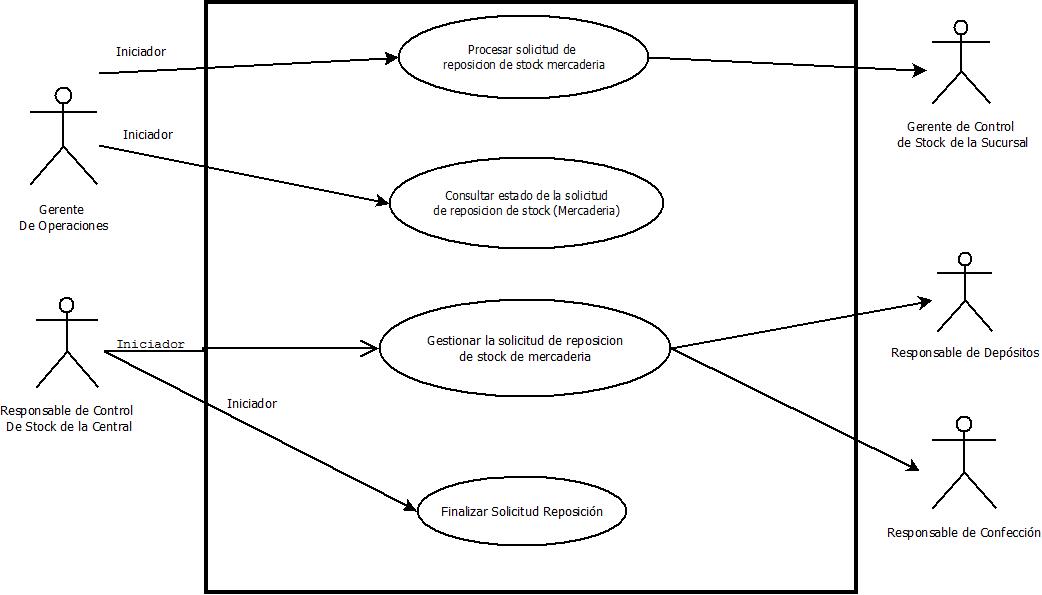 Iniciador
Procesar solicitud de
reposicion de stock mercaderia
Gerente de Control
de Stock de la Sucursal
Iniciador
Gerente
De Operaciones
Consultar estado de la solicitud
de reposicion de stock (Mercaderia)
Iniciador
Gestionar la solicitud de reposicion
de stock de mercaderia
Responsable de Depósitos
Responsable de Control
De Stock de la Central
Iniciador
Finalizar Solicitud Reposición
Responsable de Confección